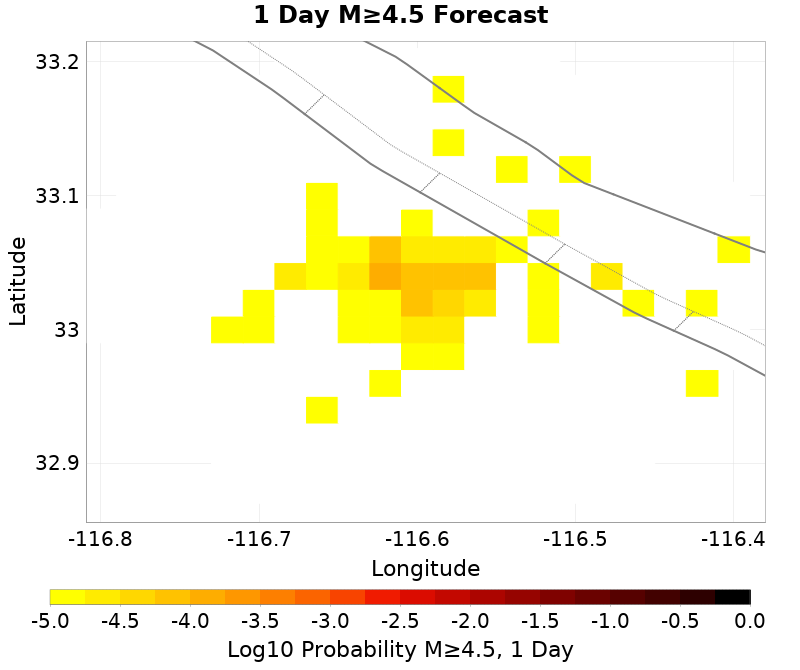 1 Day M≥4.5 Forecast
33.2
33.1
33
32.9
Latitude
-116.8 -116.7 -116.6 -116.5 -116.4
Longitude
-5.0 -4.5 -4.0 -3.5 -3.0 -2.5 -2.0 -1.5 -1.0 -0.5 0.0
Log10 Probability M≥4.5, 1 Day